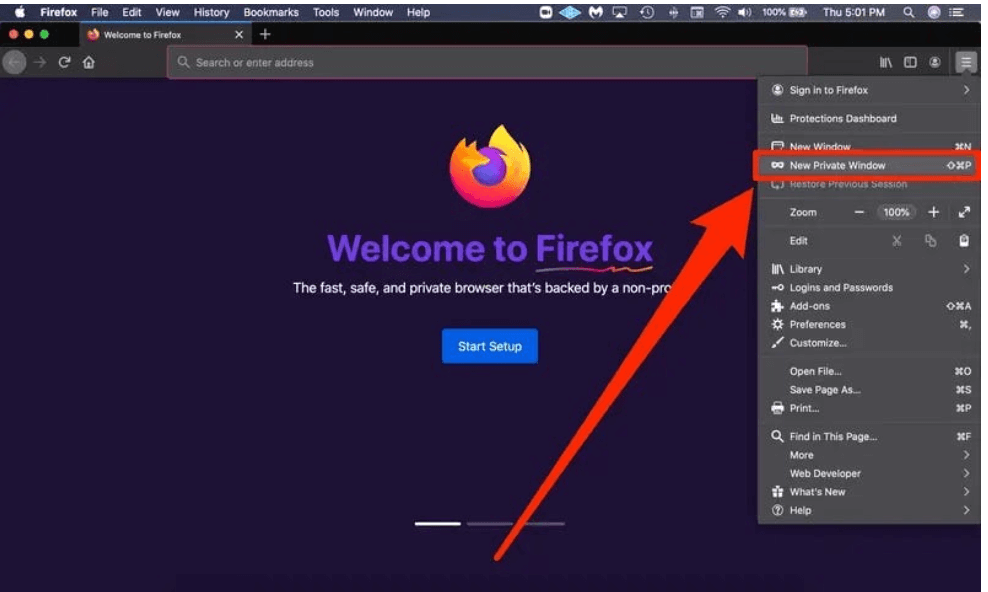 Firefox File Edit View History Bookmarks Tools Window Help 100% Thu 5:01 PM
Welcome to Firefox
Search or enter address
Sign in to Firefox
Protections Dashboard
New Window ⌘N
New Private Window ⇧⌘P
Restore Previous Session
Zoom 100%
Edit
Library
Logins and Passwords
Add-ons ⇧⌘A
Preferences ⌘,
Customize...
Open File... ⌘O
Save Page As... ⌘S
Print... ⌘P
Find in This Page... ⌘F
More
Web Developer
What's New
Help
Welcome to Firefox
The fast, safe, and private browser that's backed by a non-pro
Start Setup